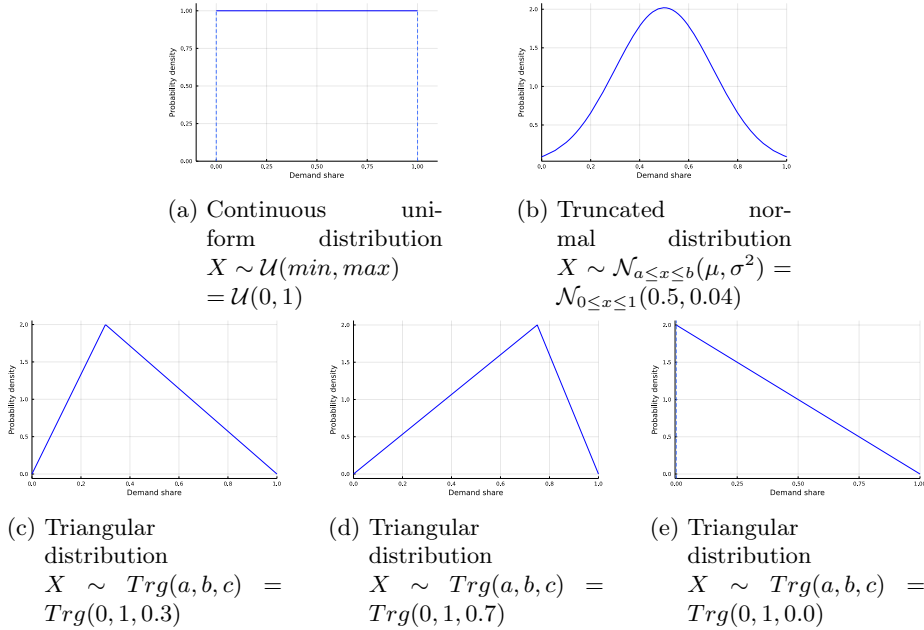 1.00
0.75
0.50
0.25
0.00
Probability density
0.00 0.25 0.50 0.75 1.00
Demand share
2.0
1.5
1.0
0.5
Probability density
0.0 0.2 0.4 0.6 0.8 1.0
Demand share
(a) Continuous uni-
form distribution
X ∼ U(min, max)
= U(0, 1)
(b) Truncated nor-
mal distribution
X ∼ N_{a≤x≤b}(μ, σ²) =
N_{0≤x≤1}(0.5, 0.04)
2.0
1.5
1.0
0.5
0.0
Probability density
0.0 0.2 0.4 0.6 0.8 1.0
Demand share
2.0
1.5
1.0
0.5
0.0
Probability density
0.0 0.2 0.4 0.6 0.8 1.0
Demand share
2.0
1.5
1.0
0.5
0.0
Probability density
0.00 0.25 0.50 0.75 1.00
Demand share
(c) Triangular
distribution
X ∼ Trg(a, b, c) =
Trg(0, 1, 0.3)
(d) Triangular
distribution
X ∼ Trg(a, b, c) =
Trg(0, 1, 0.7)
(e) Triangular
distribution
X ∼ Trg(a, b, c) =
Trg(0, 1, 0.0)